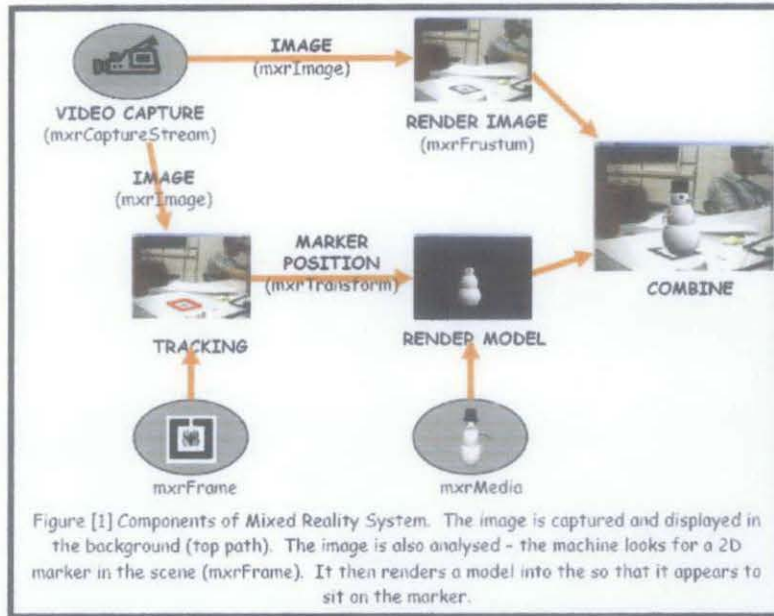 IMAGE
(mxrImage)
VIDEO CAPTURE
(mxrCaptureStream)
RENDER IMAGE
(mxrFrustum)
IMAGE
(mxrImage)
MARKER
POSITION
(mxrTransform)
COMBINE
TRACKING
RENDER MODEL
mxrFrame
mxrMedia
Figure [1] Components of Mixed Reality System. The image is captured and displayed in
the background (top path). The image is also analysed - the machine looks for a 2D
marker in the scene (mxrFrame). It then renders a model into the so that it appears to
sit on the marker.